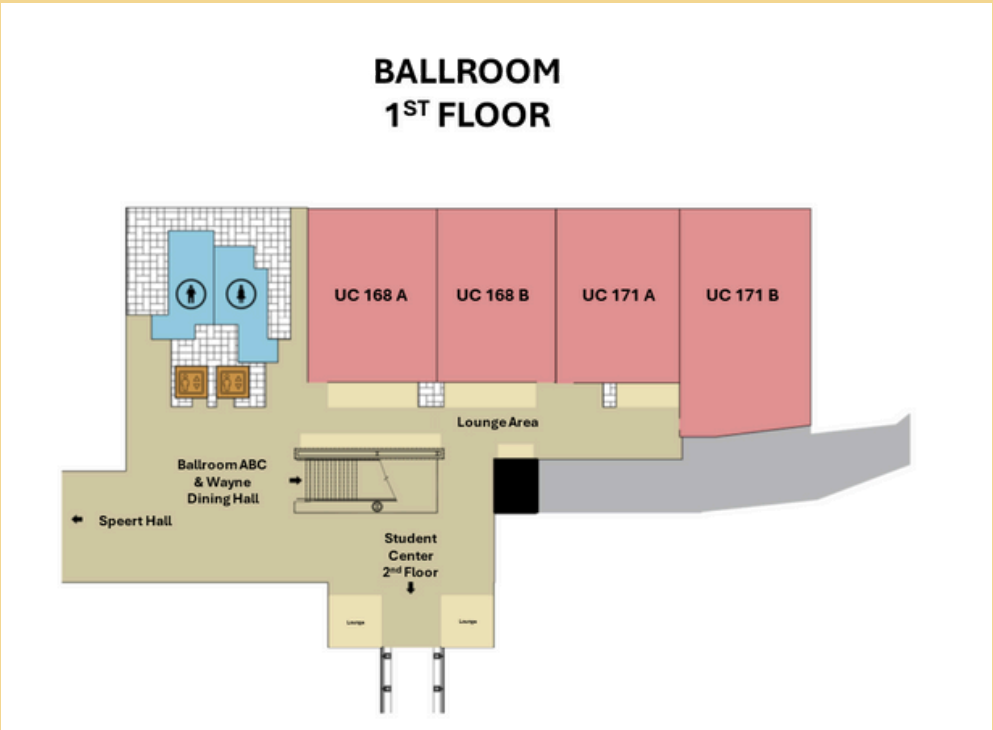 BALLROOM
1ST FLOOR
UC 168 A
UC 168 B
UC 171 A
UC 171 B
Lounge Area
Ballroom ABC
& Wayne
Dining Hall
Speert Hall
Student
Center
2nd Floor
Lounge
Lounge